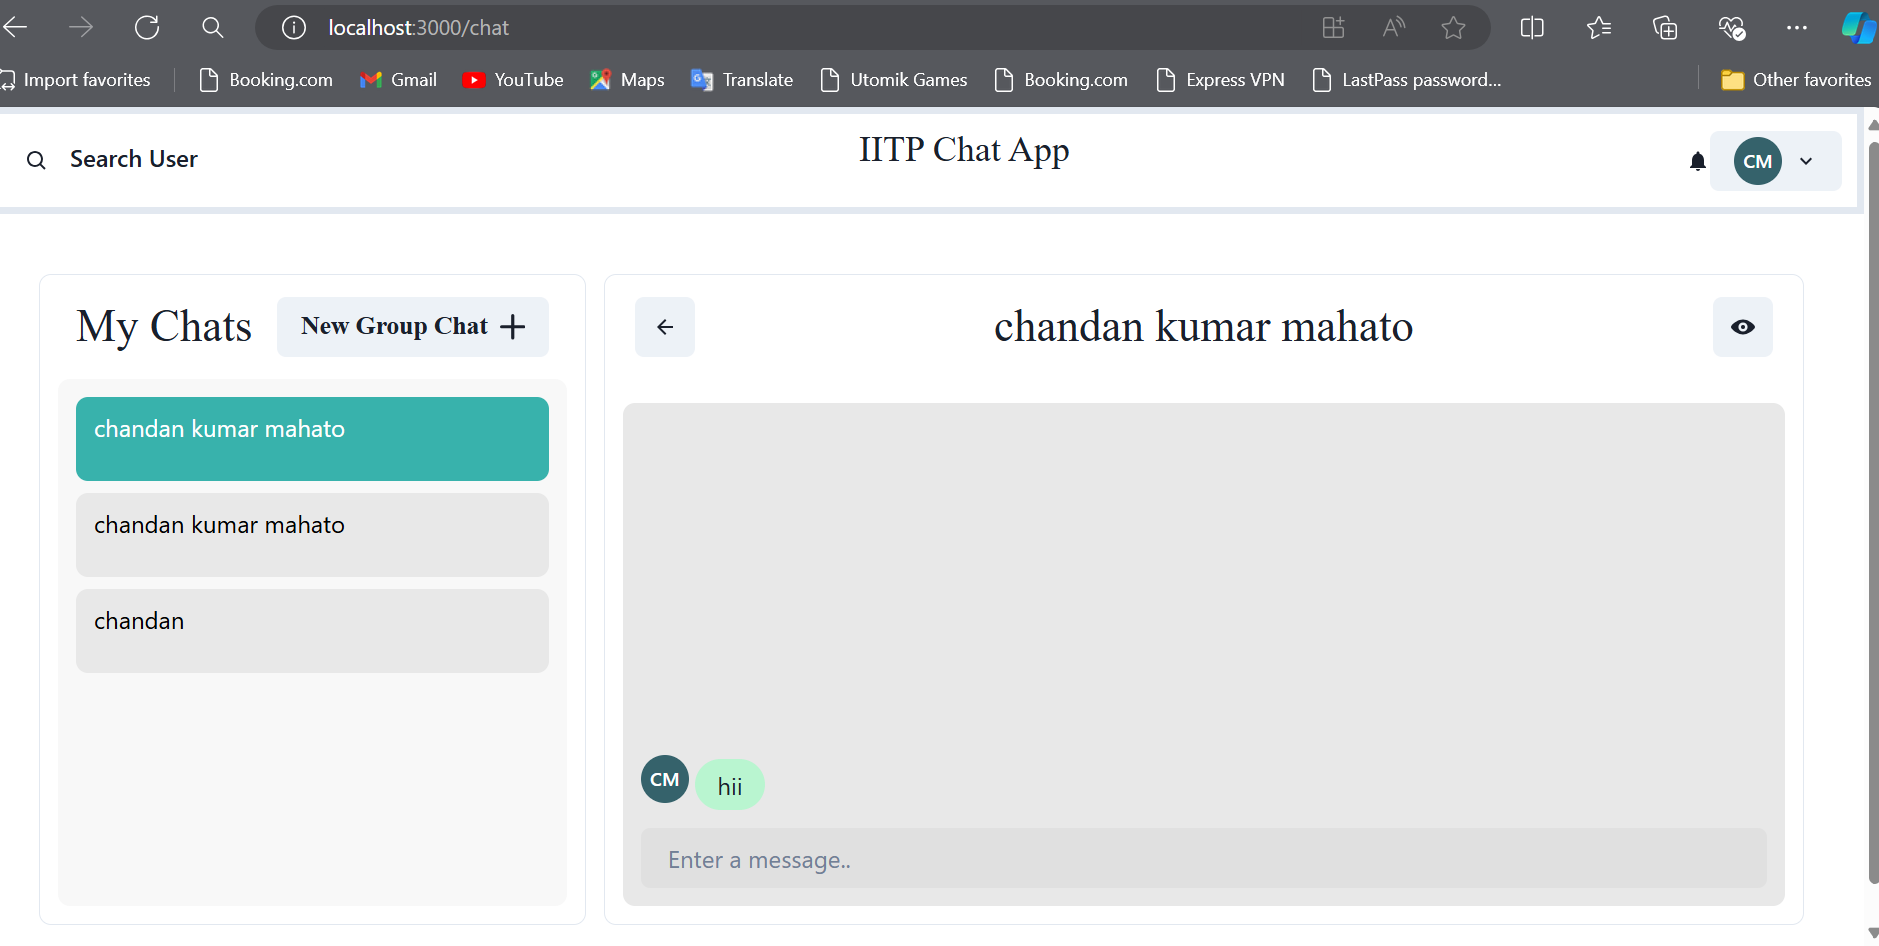 localhost:3000/chat
Import favorites Booking.com Gmail YouTube Maps Translate Utomik Games Booking.com Express VPN LastPass password... Other favorites
Search User
IITP Chat App
CM
My Chats
New Group Chat
chandan kumar mahato
chandan kumar mahato
chandan kumar mahato
chandan
CM
hii
Enter a message..